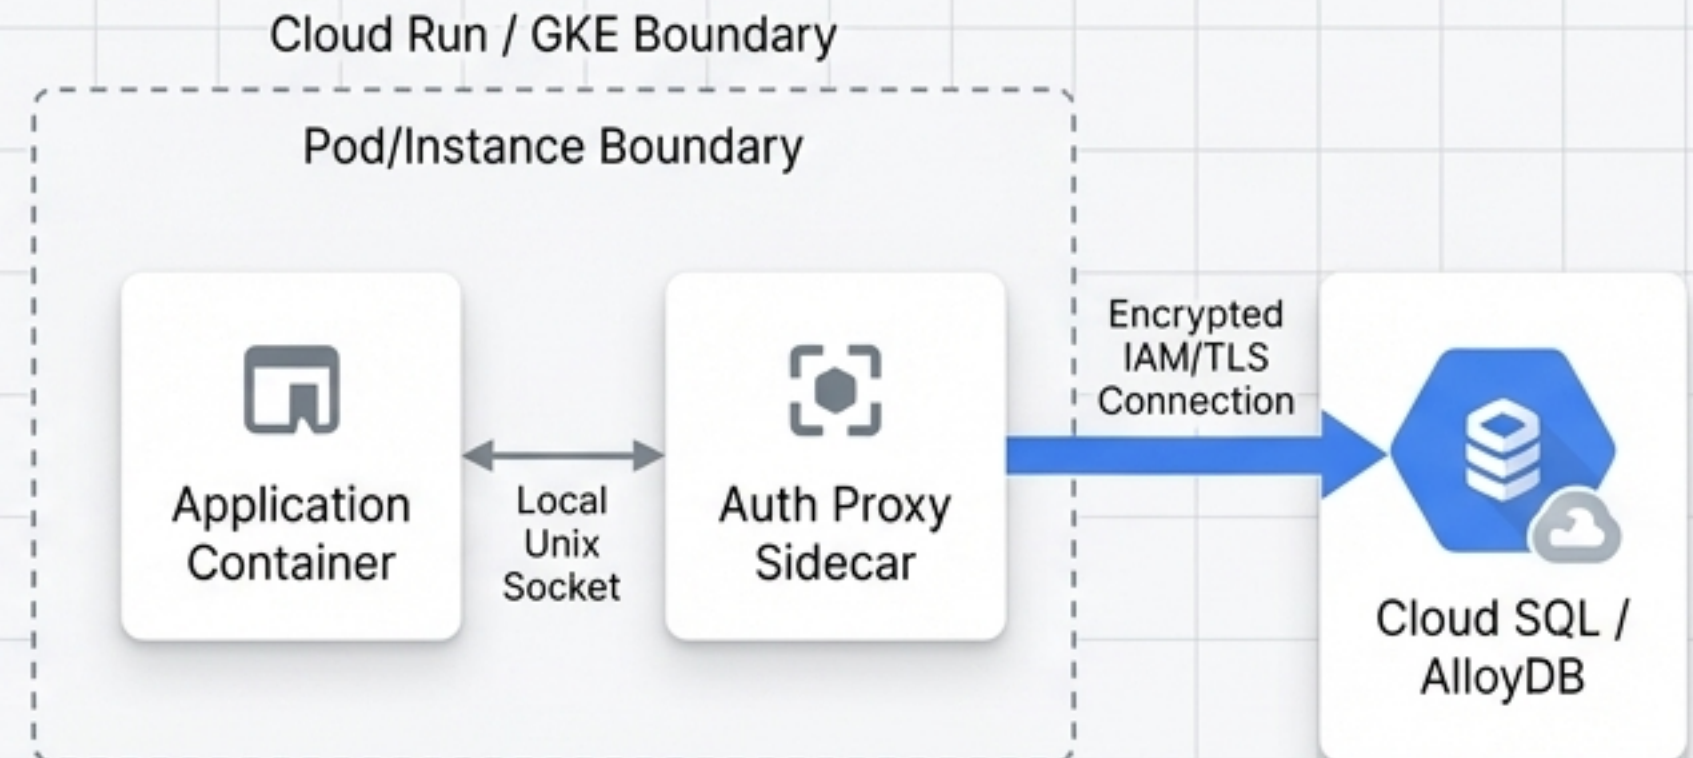 Cloud Run / GKE Boundary
Pod/Instance Boundary
Application
Container
Local
Unix
Socket
Auth Proxy
Sidecar
Encrypted
IAM/TLS
Connection
Cloud SQL /
AlloyDB